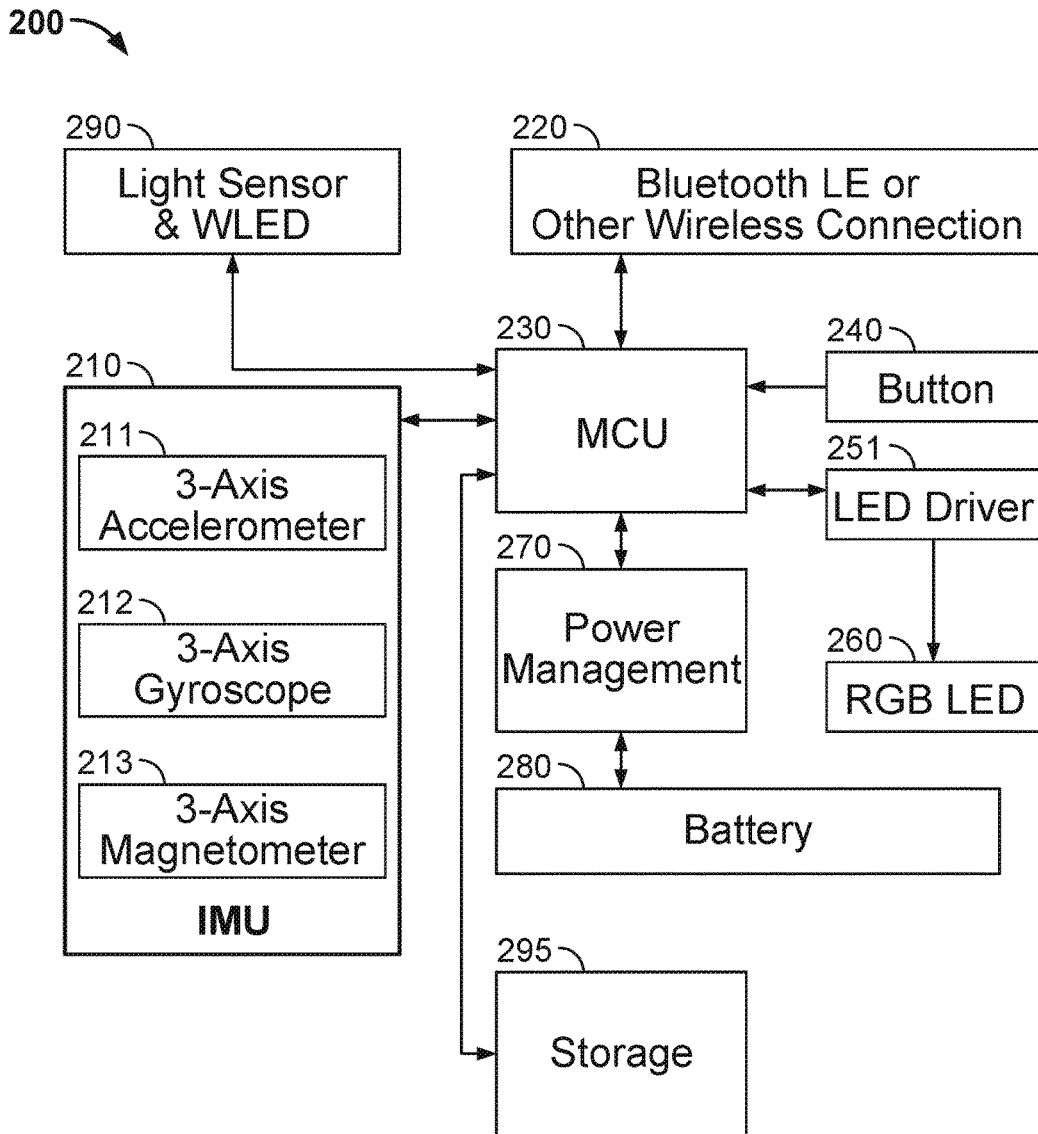 200
290
Light Sensor
& WLED
220
Bluetooth LE or
Other Wireless Connection
230
MCU
240
Button
210
211
3-Axis
Accelerometer
251
LED Driver
212
3-Axis
Gyroscope
270
Power
Management
260
RGB LED
213
3-Axis
Magnetometer
IMU
280
Battery
295
Storage